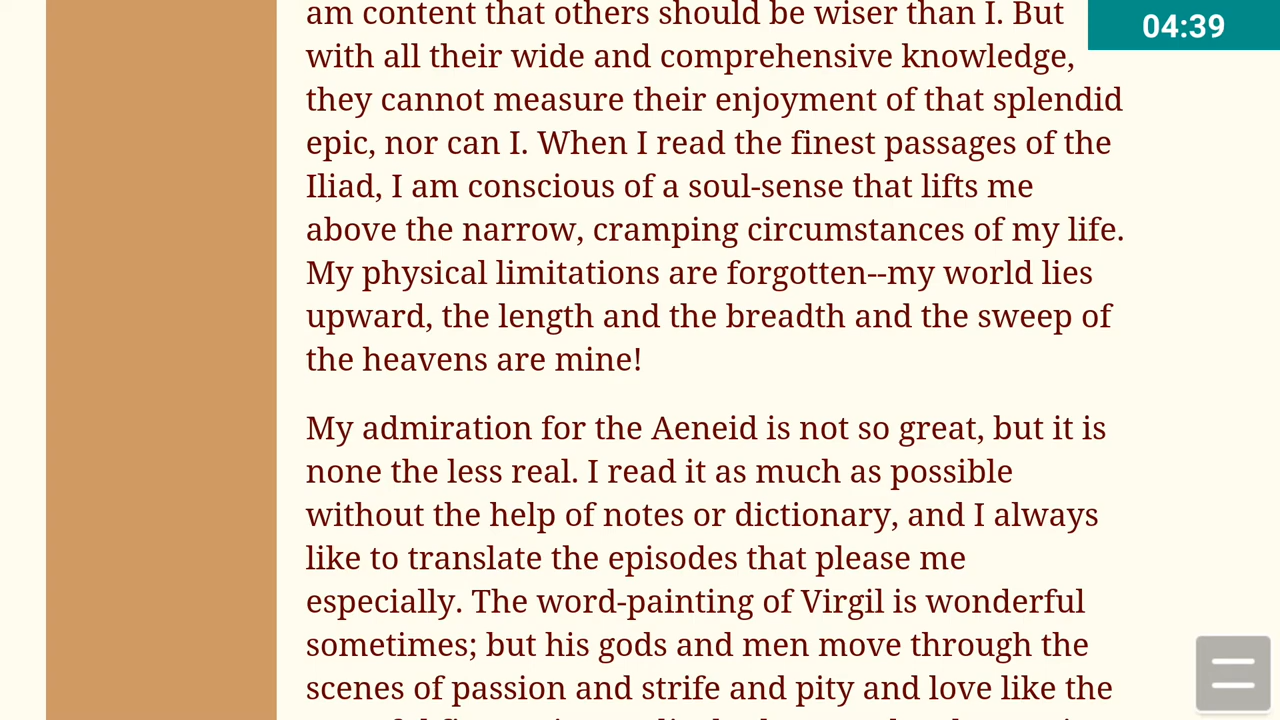 am content that others should be wiser than I. But
04:39
with all their wide and comprehensive knowledge,
they cannot measure their enjoyment of that splendid
epic, nor can I. When I read the finest passages of the
Iliad, I am conscious of a soul-sense that lifts me
above the narrow, cramping circumstances of my life.
My physical limitations are forgotten--my world lies
upward, the length and the breadth and the sweep of
the heavens are mine!
My admiration for the Aeneid is not so great, but it is
none the less real. I read it as much as possible
without the help of notes or dictionary, and I always
like to translate the episodes that please me
especially. The word-painting of Virgil is wonderful
sometimes; but his gods and men move through the
scenes of passion and strife and pity and love like the